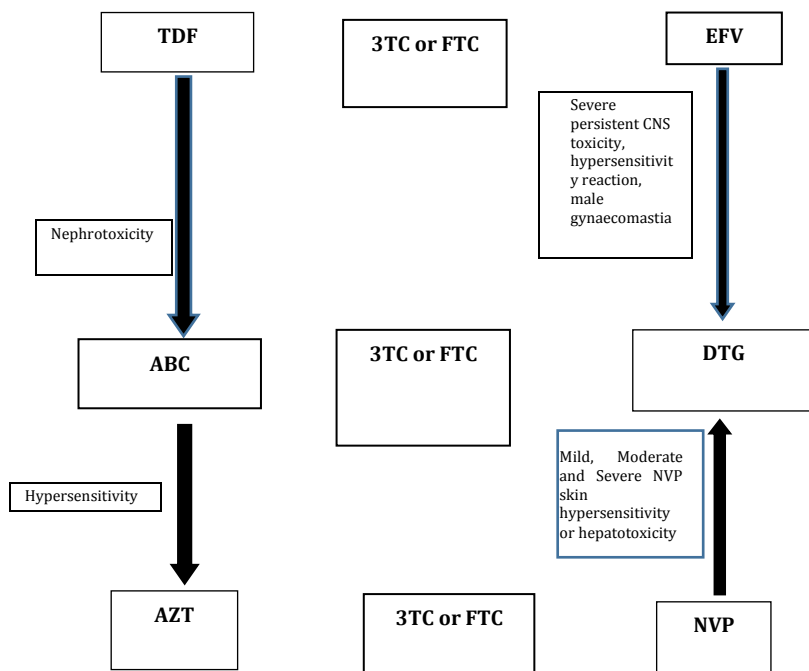 TDF
3TC or FTC
EFV
Severe
persistent CNS
toxicity,
hypersensitivit
y reaction,
male
gynaecomastia
Nephrotoxicity
ABC
3TC or FTC
DTG
Mild, Moderate
and Severe NVP
skin
hypersensitivity
or hepatotoxicity
Hypersensitivity
AZT
3TC or FTC
NVP